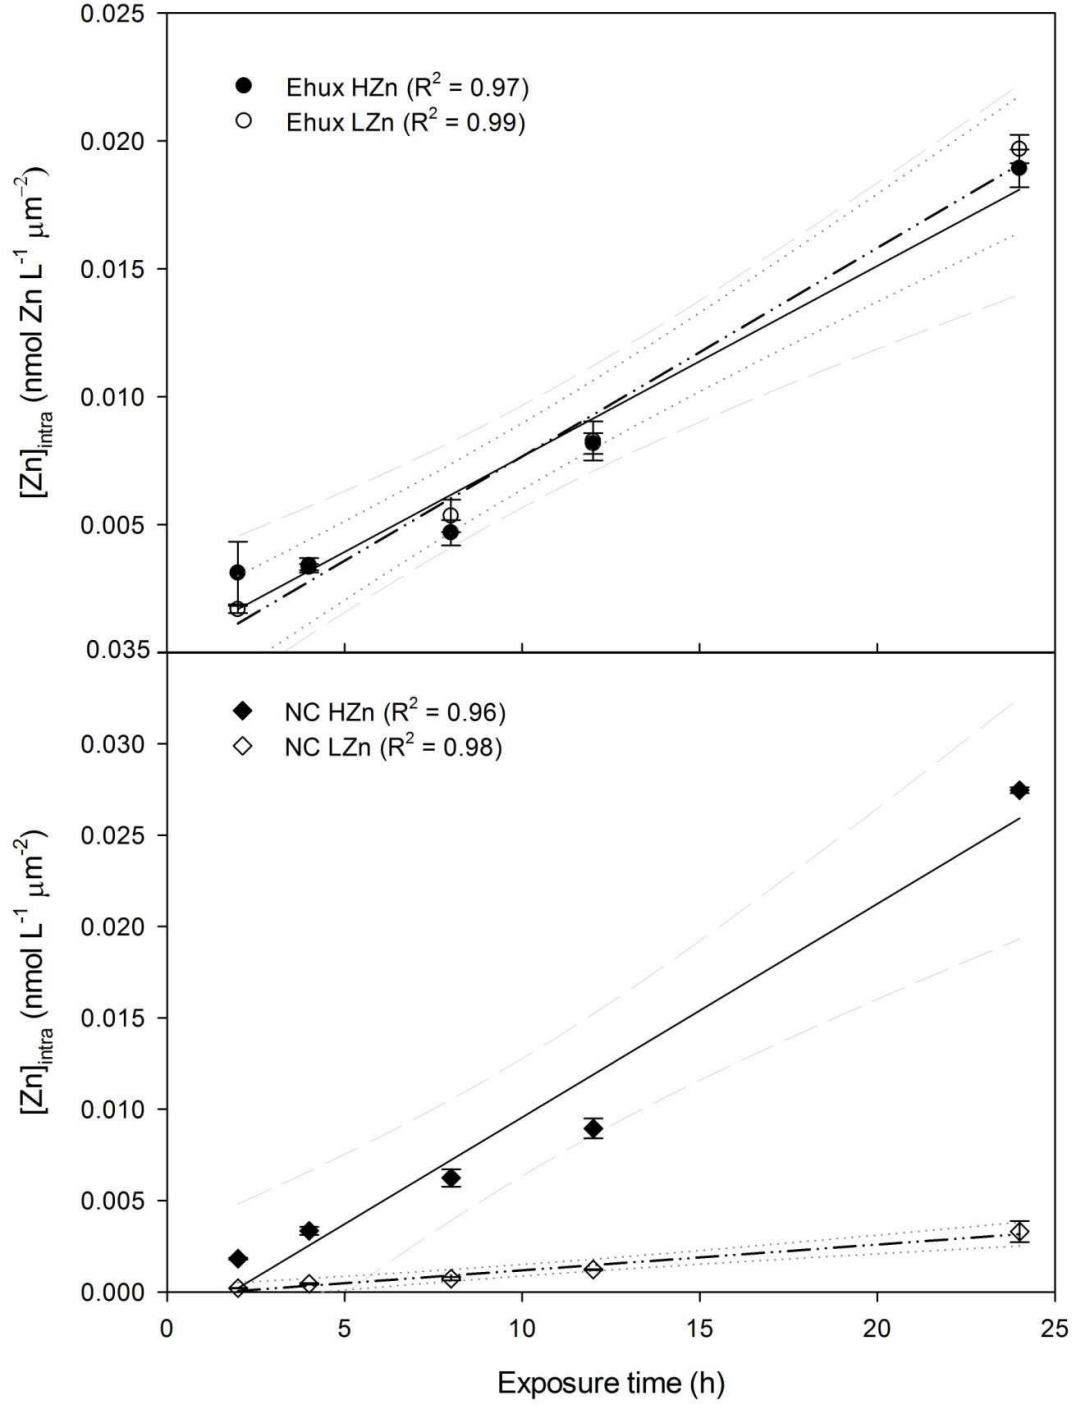 0.025
Ehux HZn (R² = 0.97)
Ehux LZn (R² = 0.99)
0.020
0.015
0.010
0.005
[Zn]intra (nmol Zn L⁻¹ μm⁻²)
0.035
NC HZn (R² = 0.96)
NC LZn (R² = 0.98)
0.030
0.025
0.020
0.015
0.010
0.005
0.000
[Zn]intra (nmol L⁻¹ μm⁻²)
0 5 10 15 20 25
Exposure time (h)